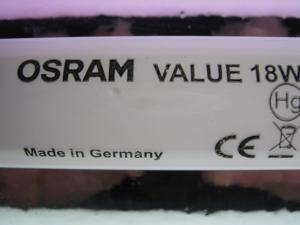 OSRAM VALUE 18W
Hg
CE
Made in Germany